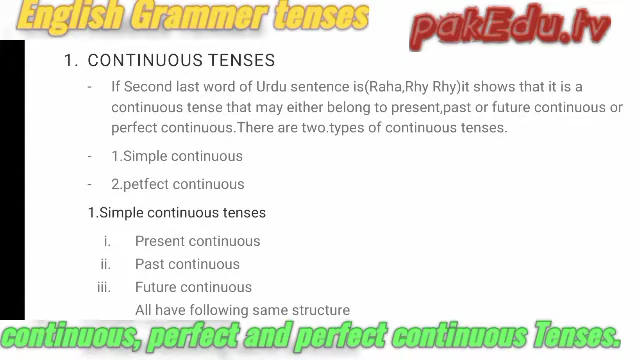 English Grammer tenses
pakEdu.tv
1. CONTINUOUS TENSES
- If Second last word of Urdu sentence is(Raha,Rhy Rhy)it shows that it is a
continuous tense that may either belong to present,past or future continuous or
perfect continuous.There are two.types of continuous tenses.
- 1.Simple continuous
- 2.petfect continuous
1.Simple continuous tenses
i. Present continuous
ii. Past continuous
iii. Future continuous
All have following same structure
continuous, perfect and perfect continuous Tenses.